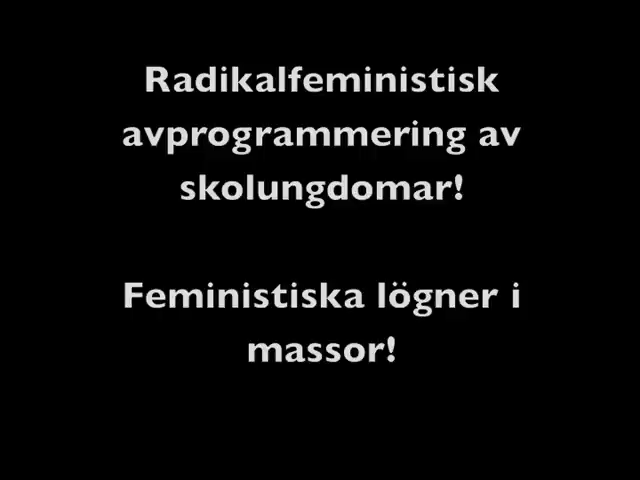 Radikalfeministisk
avprogrammering av
skolungdomar!
Feministiska lögner i
massor!